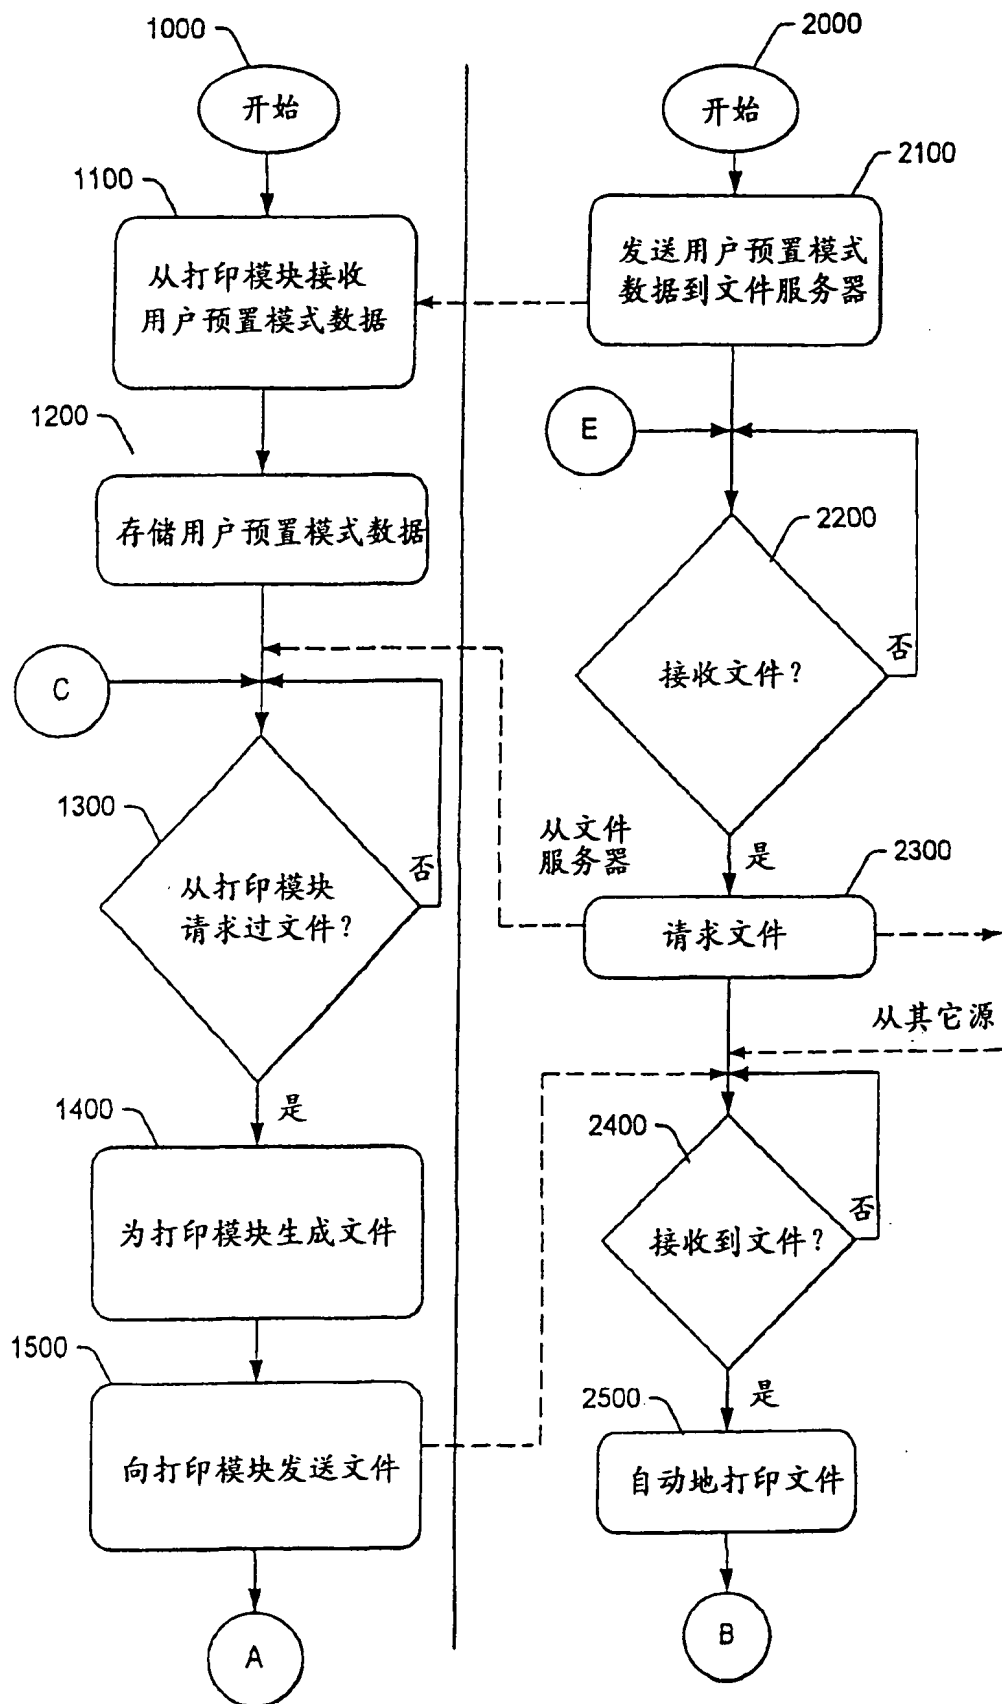 1000
开始
1100
从打印模块接收
用户预置模式数据
1200
存储用户预置模式数据
C
1300
从打印模块
请求过文件?
否
是
1400
为打印模块生成文件
1500
向打印模块发送文件
A
2000
开始
2100
发送用户预置模式
数据到文件服务器
E
2200
接收文件?
否
是
从文件
服务器
2300
请求文件
从其它源
2400
接收到文件?
否
是
2500
自动地打印文件
B